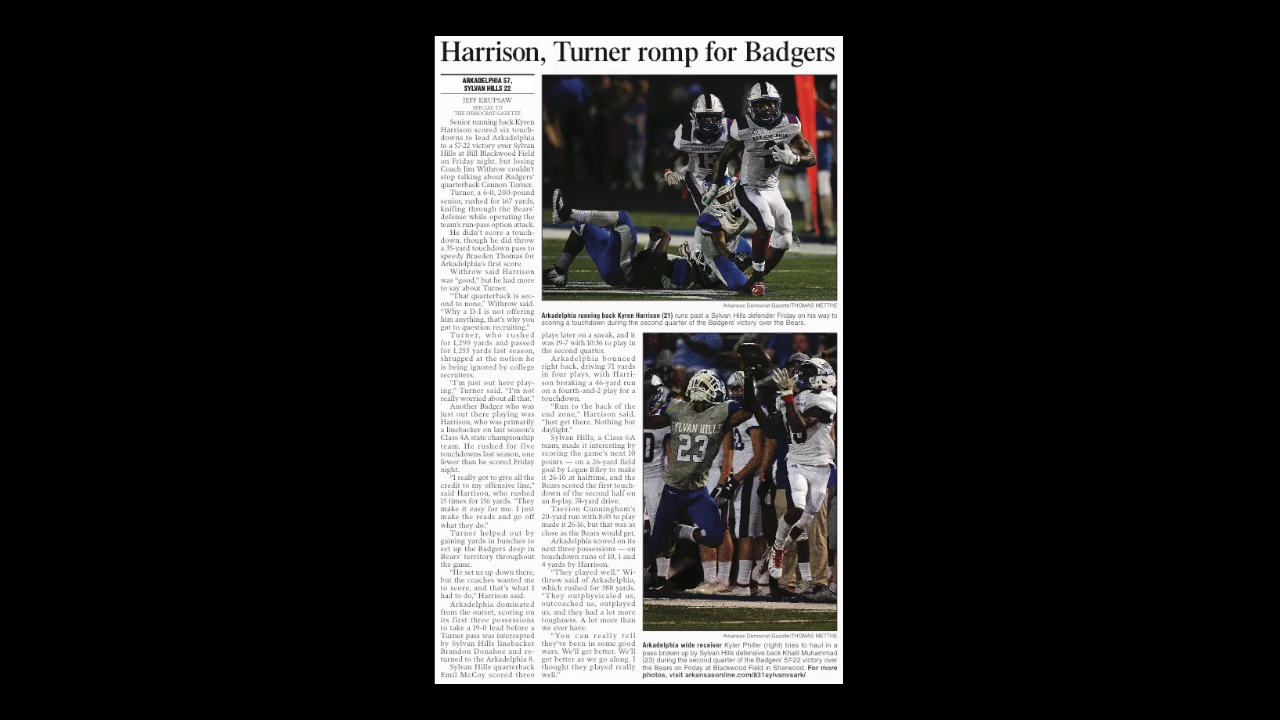 Harrison, Turner romp for Badgers
ARKADELPHIA 57,
SYLVAN HILLS 22
JEFF KRUPSAW
SPECIAL TO
THE DEMOCRAT-GAZETTE
Senior running back Kyren
Harrison scored six touch-
downs to lead Arkadelphia
to a 57-22 victory over Sylvan
Hills at Bill Blackwood Field
on Friday night, but losing
Coach Jim Withrow couldn't
stop talking about Badgers'
quarterback Cannon Turner.
Turner, a 6-0, 200-pound
senior, rushed for 167 yards,
knifing through the Bears'
defense while operating the
team's run-pass option attack.
He didn't score a touch-
down, though he did throw
a 35-yard touchdown pass to
speedy Braeden Thomas for
Arkadelphia's first score.
Withrow said Harrison
was "good," but he had more
to say about Turner.
"That quarterback is sec-
ond to none," Withrow said.
"Why a D-I is not offering
him anything, that's why you
got to question recruiting."
Turner, who rushed
for 1,299 yards and passed
for 1,253 yards last season,
shrugged at the notion he
is being ignored by college
recruiters.
"I'm just out here play-
ing," Turner said. "I'm not
really worried about all that."
Another Badger who was
just out there playing was
Harrison, who was primarily
a linebacker on last season's
Class 4A state championship
team. He rushed for five
touchdowns last season, one
fewer than he scored Friday
night.
"I really got to give all the
credit to my offensive line,"
said Harrison, who rushed
15 times for 156 yards. "They
make it easy for me. I just
make the reads and go off
what they do."
Turner helped out by
gaining yards in bunches to
set up the Badgers deep in
Bears' territory throughout
the game.
"He set us up down there,
but the coaches wanted me
to score, and that's what I
had to do," Harrison said.
Arkadelphia dominated
from the outset, scoring on
its first three possessions
to take a 19-0 lead before a
Turner pass was intercepted
by Sylvan Hills linebacker
Brandon Donahoe and re-
turned to the Arkadelphia 8.
Sylvan Hills quarterback
Emil McCoy scored three
plays later on a sneak, and it
was 19-7 with 10:36 to play in
the second quarter.
Arkadelphia bounced
right back, driving 71 yards
in four plays, with Harri-
son breaking a 46-yard run
on a fourth-and-2 play for a
touchdown.
"Run to the back of the
end zone," Harrison said.
"Just get there. Nothing but
daylight."
Sylvan Hills, a Class 6A
team, made it interesting by
scoring the game's next 10
points — on a 26-yard field
goal by Logan Riley to make
it 26-10 at halftime, and the
Bears scored the first touch-
down of the second half on
an 8-play, 74-yard drive.
Taevion Cunningham's
20-yard run with 8:45 to play
made it 26-16, but that was as
close as the Bears would get.
Arkadelphia scored on its
next three possessions — on
touchdown runs of 10, 1 and
4 yards by Harrison.
"They played well," Wi-
throw said of Arkadelphia,
which rushed for 388 yards.
"They outphysicaled us,
outcoached us, outplayed
us, and they had a lot more
toughness. A lot more than
we ever have.
"You can really tell
they've been in some good
wars. We'll get better. We'll
get better as we go along. I
thought they played really
well."
Arkansas Democrat-Gazette/THOMAS METTHE
Arkadelphia running back Kyren Harrison (21) runs past a Sylvan Hills defender Friday on his way to
scoring a touchdown during the second quarter of the Badgers' victory over the Bears.
SYLVAN HILLS
23
Arkansas Democrat-Gazette/THOMAS METTHE
Arkadelphia wide receiver Kyler Phifer (right) tries to haul in a
pass broken up by Sylvan Hills defensive back Khalil Muhammad
(23) during the second quarter of the Badgers' 57-22 victory over
the Bears on Friday at Blackwood Field in Sherwood. For more
photos, visit arkansasonline.com/831sylvanvsark/.